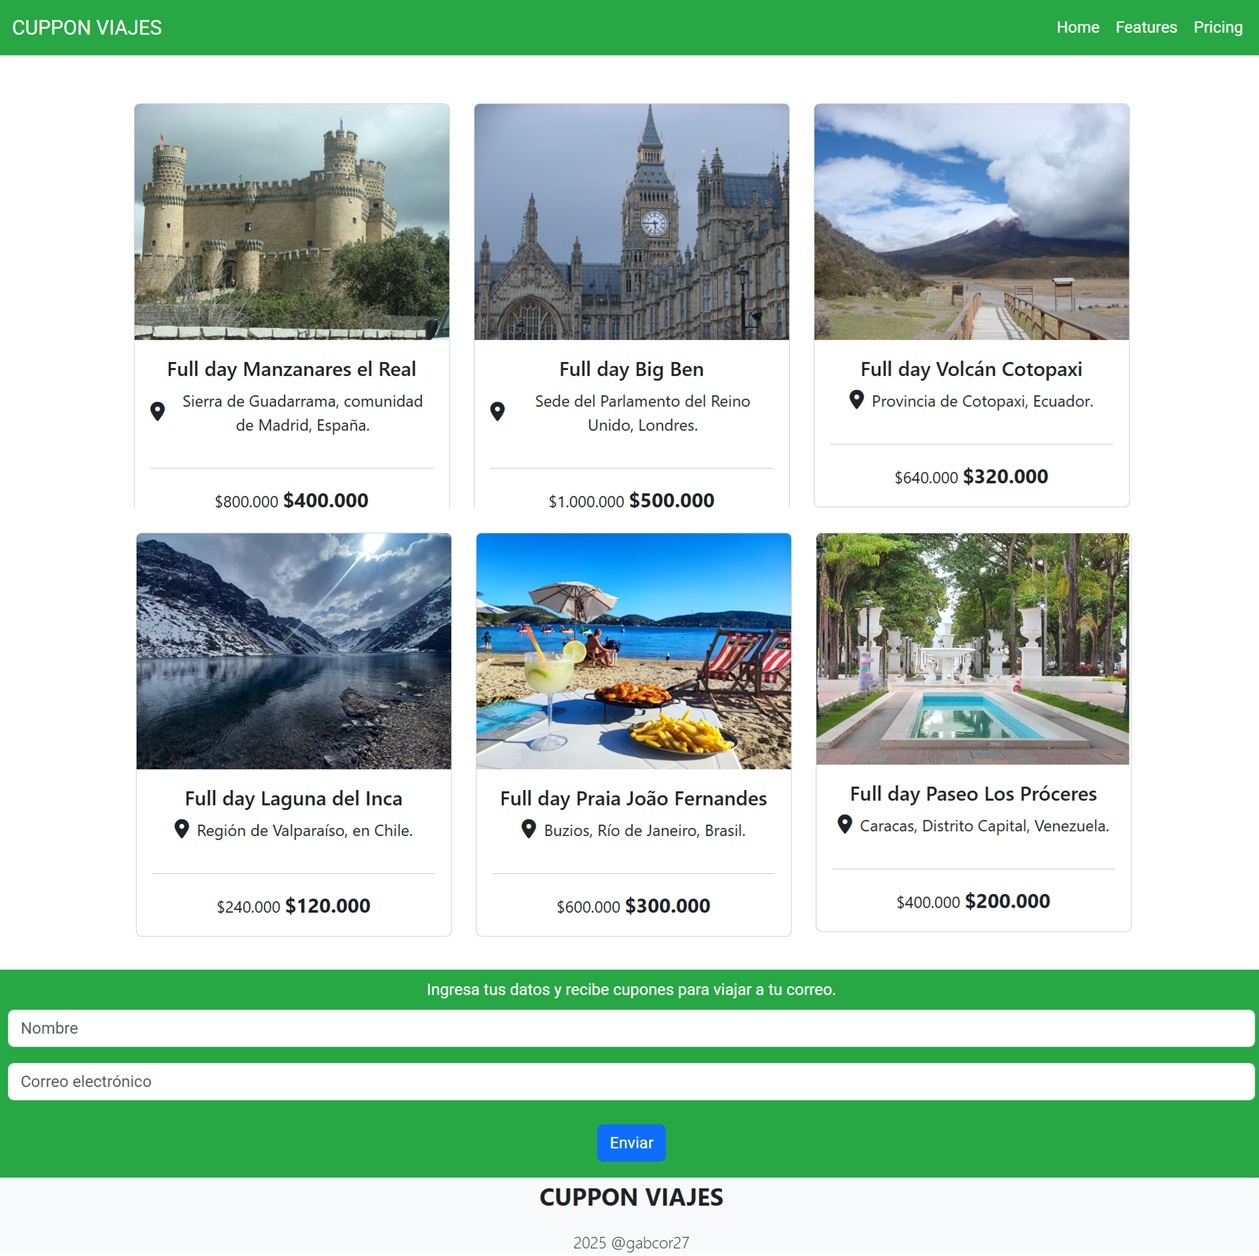 CUPPON VIAJES
Home Features Pricing
Full day Manzanares el Real
Sierra de Guadarrama, comunidad
de Madrid, España.
$800.000 $400.000
Full day Big Ben
Sede del Parlamento del Reino
Unido, Londres.
$1.000.000 $500.000
Full day Volcán Cotopaxi
Provincia de Cotopaxi, Ecuador.
$640.000 $320.000
Full day Laguna del Inca
Región de Valparaíso, en Chile.
$240.000 $120.000
Full day Praia João Fernandes
Buzios, Río de Janeiro, Brasil.
$600.000 $300.000
Full day Paseo Los Próceres
Caracas, Distrito Capital, Venezuela.
$400.000 $200.000
Ingresa tus datos y recibe cupones para viajar a tu correo.
Nombre
Correo electrónico
Enviar
CUPPON VIAJES
2025 @gabcor27